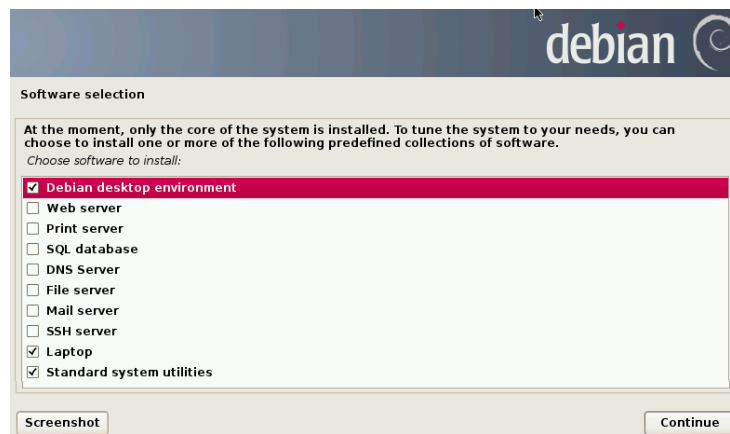 debian
Software selection
At the moment, only the core of the system is installed. To tune the system to your needs, you can
choose to install one or more of the following predefined collections of software.
Choose software to install:
Debian desktop environment
Web server
Print server
SQL database
DNS Server
File server
Mail server
SSH server
Laptop
Standard system utilities
Screenshot
Continue